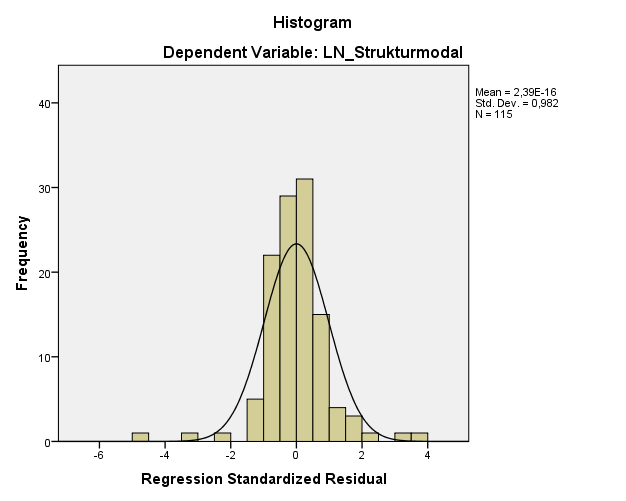 Histogram
Dependent Variable: LN_Strukturmodal
Mean = 2,39E-16
Std. Dev. = 0,982
N = 115
Frequency
40
30
20
10
0
-6 -4 -2 0 2 4
Regression Standardized Residual